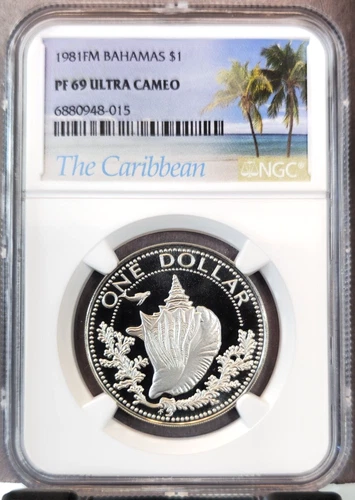 1981FM BAHAMAS $1
PF 69 ULTRA CAMEO
6880948-015
The Caribbean
NGC®
ONE DOLLAR